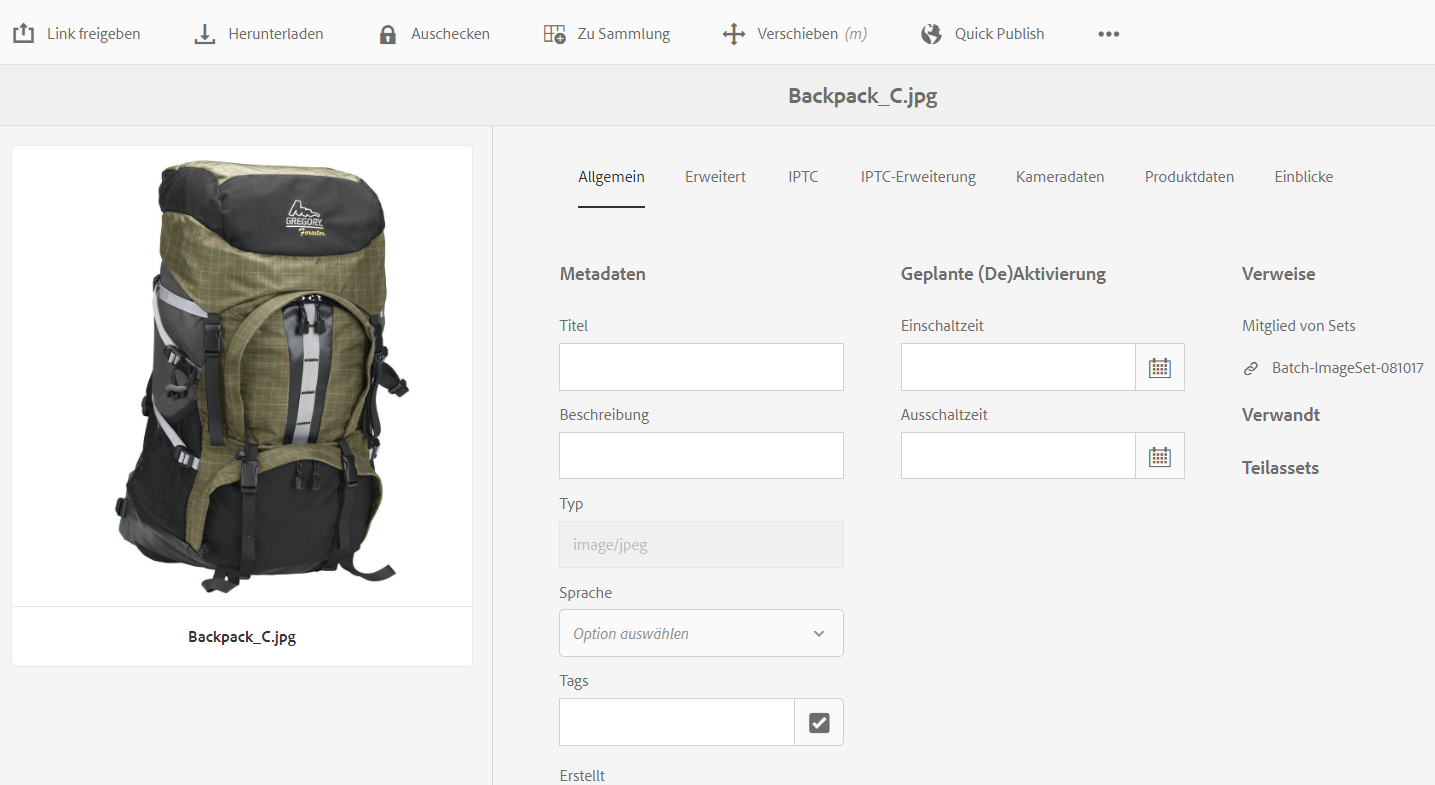 Link freigeben
Herunterladen
Auschecken
Zu Sammlung
Verschieben (m)
Quick Publish
Backpack_C.jpg
GREGORY
Forester
Backpack_C.jpg
Allgemein
Erweitert
IPTC
IPTC-Erweiterung
Kameradaten
Produktdaten
Einblicke
Metadaten
Titel
Beschreibung
Typ
image/jpeg
Sprache
Option auswählen
Tags
Erstellt
Geplante (De)Aktivierung
Einschaltzeit
Ausschaltzeit
Verweise
Mitglied von Sets
Batch-ImageSet-081017
Verwandt
Teilassets